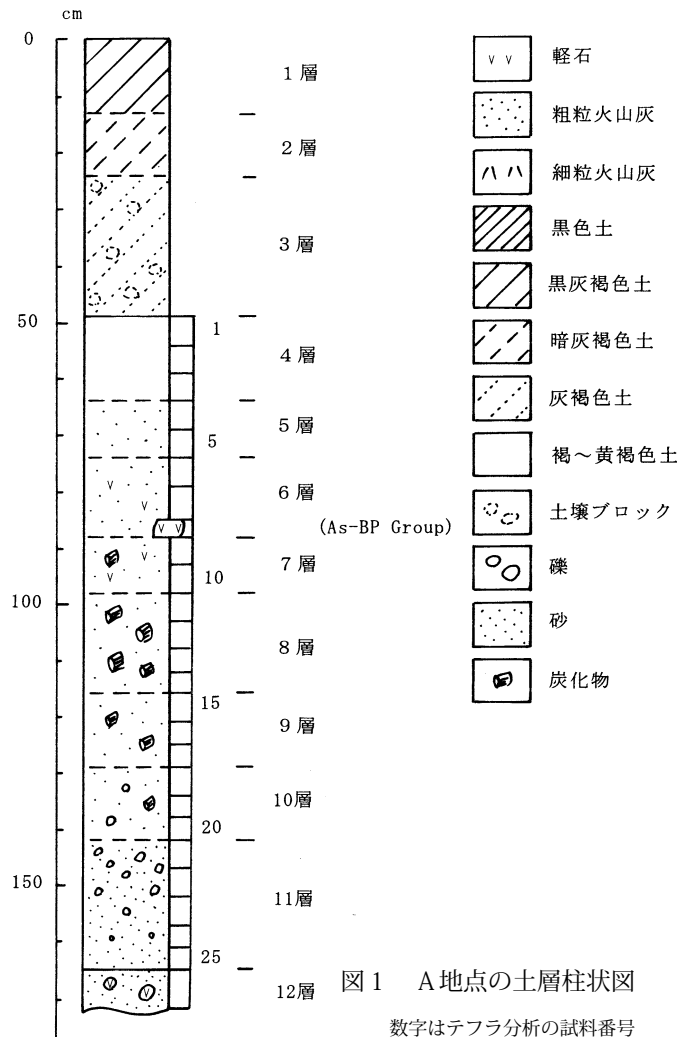 cm
0
50
100
150
1層
2層
3層
4層
5層
6層
(As-BP Group)
7層
8層
9層
10層
11層
12層
1
5
10
15
20
25
軽石
粗粒火山灰
細粒火山灰
黒色土
黒灰褐色土
暗灰褐色土
灰褐色土
褐～黄褐色土
土壌ブロック
礫
砂
炭化物
図1 A地点の土層柱状図
数字はテフラ分析の試料番号